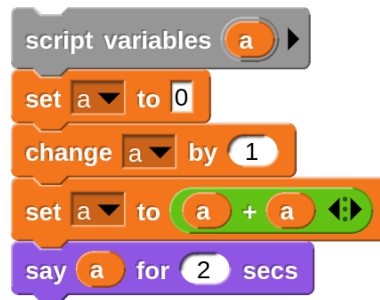 script variables a
set a to 0
change a by 1
set a to a + a
say a for 2 secs